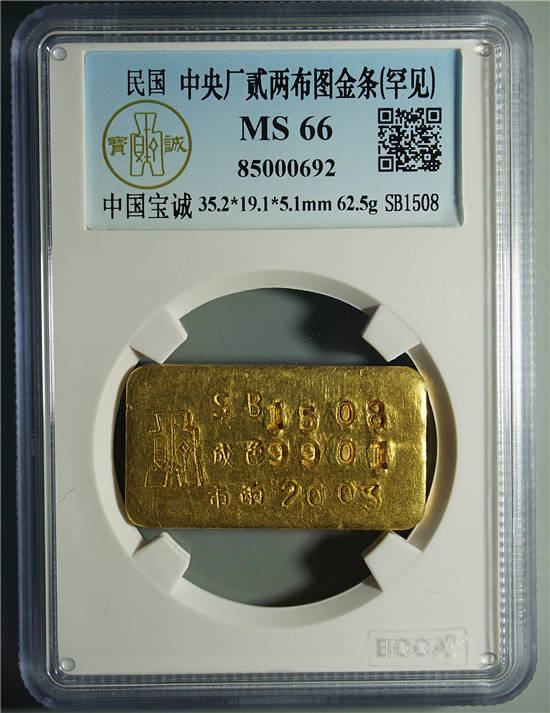 民国 中央厂贰两布图金条(罕见)
寶 誠
MS 66
85000692
中国宝诚 35.2*19.1*5.1mm 62.5g SB1508
SB1508
成色9901
市两2003